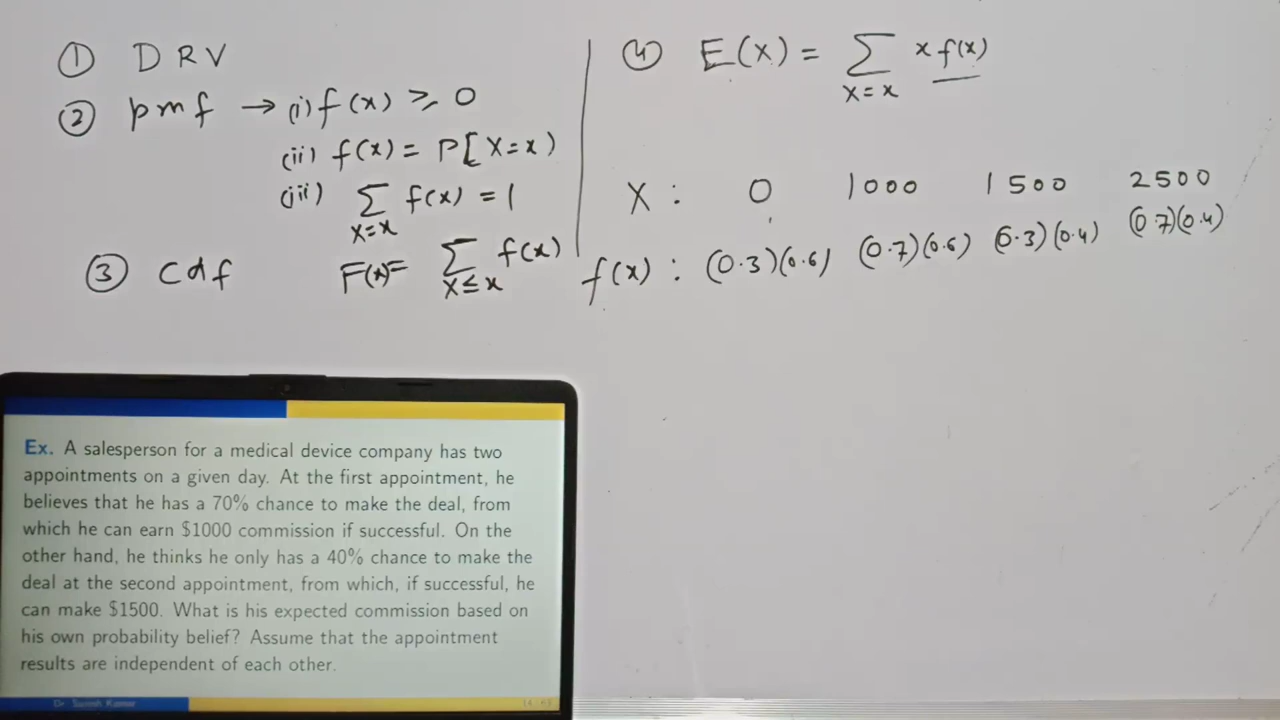 ① DRV
② pmf → (i) f(x) ⩾ 0
(ii) f(x) = P[X=x)
(iii) ∑ f(x) = 1
X=x
③ cdf F(x)= ∑ f(x)
X≤x
④ E(X) = ∑ x f(x)
X=x
X : 0 1000 1500 2500
f(x) : (0.3)(0.6) (0.7)(0.6) (0.3)(0.4) (0.7)(0.4)
Ex. A salesperson for a medical device company has two
appointments on a given day. At the first appointment, he
believes that he has a 70% chance to make the deal, from
which he can earn $1000 commission if successful. On the
other hand, he thinks he only has a 40% chance to make the
deal at the second appointment, from which, if successful, he
can make $1500. What is his expected commission based on
his own probability belief? Assume that the appointment
results are independent of each other.
Dr
Kumar